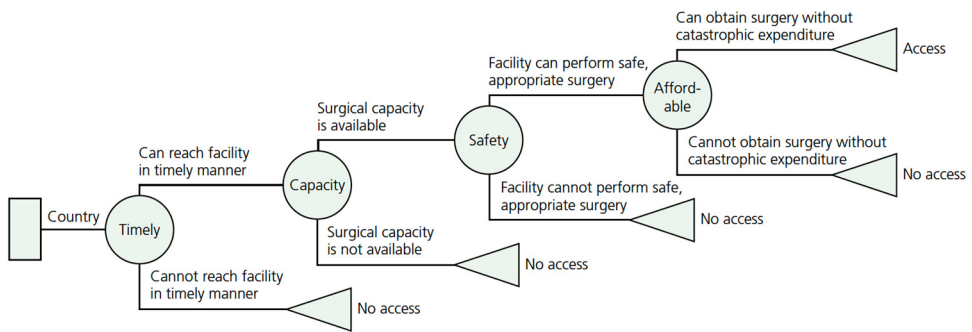 Country
Timely
Can reach facility
in timely manner
Cannot reach facility
in timely manner
No access
Capacity
Surgical capacity
is available
Surgical capacity
is not available
No access
Safety
Facility can perform safe,
appropriate surgery
Facility cannot perform safe,
appropriate surgery
No access
Afford-
able
Can obtain surgery without
catastrophic expenditure
Access
Cannot obtain surgery without
catastrophic expenditure
No access